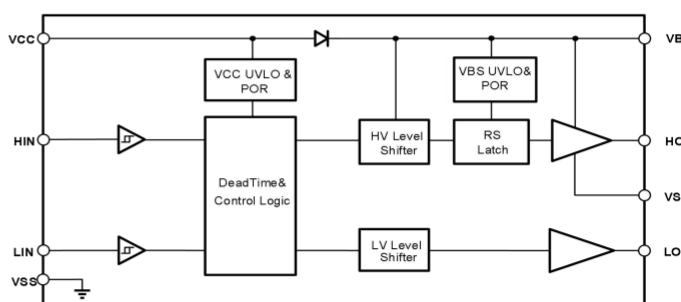 VCC
VB
VCC UVLO &
POR
VBS UVLO&
POR
HIN
HV Level
Shifter
RS
Latch
HO
DeadTime&
Control Logic
VS
LIN
LV Level
Shifter
LO
VSS